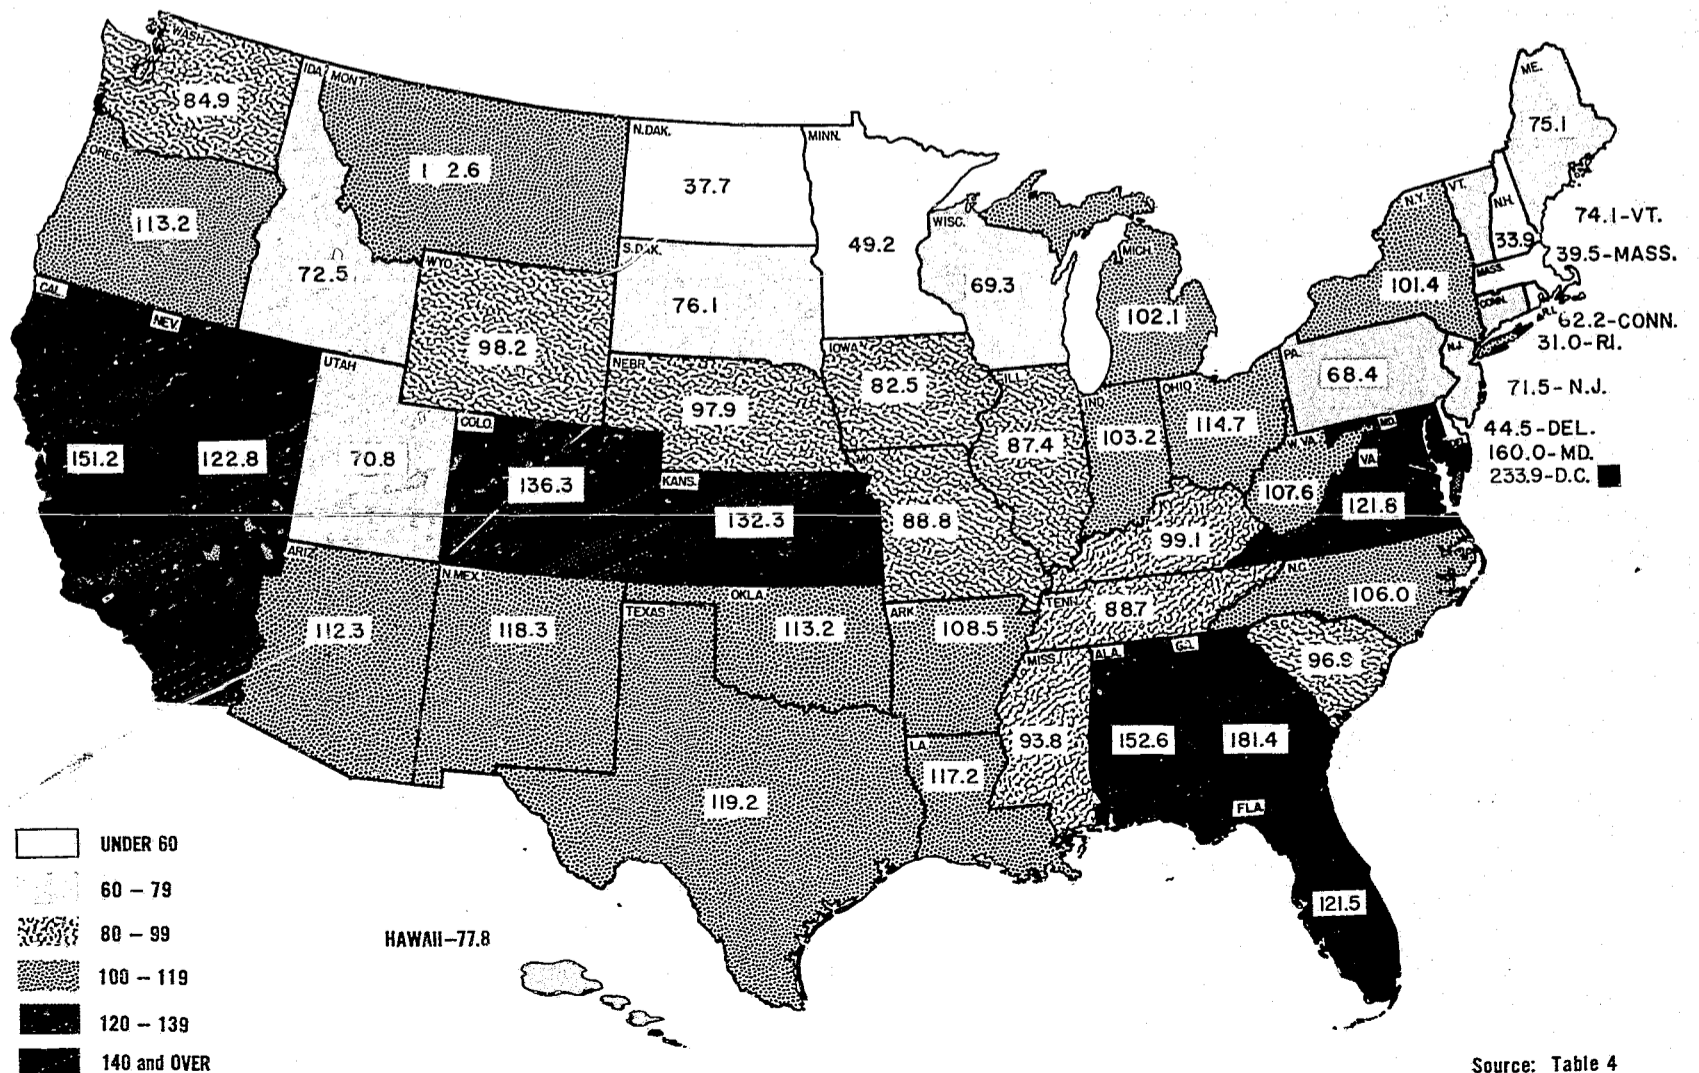 WASH.
84.9
IDA.
MONT.
2.6
N.DAK.
37.7
MINN.
49.2
OREG.
113.2
72.5
WYO.
98.2
S.DAK.
76.1
WISC.
69.3
MICH.
102.1
ME.
75.1
VT.
N.H.
33.9
74.1-VT.
39.5-MASS.
N.Y.
101.4
MASS.
CONN.
R.I.
62.2-CONN.
31.0-RI.
CAL.
151.2
NEV.
122.8
UTAH
70.8
COLO.
136.3
NEBR.
97.9
KANS.
132.3
IOWA
82.5
MO.
88.8
ILL.
87.4
IND.
103.2
OHIO
114.7
PA.
68.4
N.J.
71.5-N.J.
44.5-DEL.
160.0-MD.
233.9-D.C.
W. VA.
107.6
MD.
VA.
121.8
99.1
ARIZ.
112.3
N.MEX.
118.3
TEXAS
119.2
OKLA.
113.2
ARK.
108.5
TENN.
88.7
N.C.
106.0
S.C.
96.9
MISS.
93.8
ALA.
152.6
GA.
181.4
LA.
117.2
FLA.
121.5
HAWAII-77.8
UNDER 60
60 - 79
80 - 99
100 - 119
120 - 139
140 and OVER
Source: Table 4